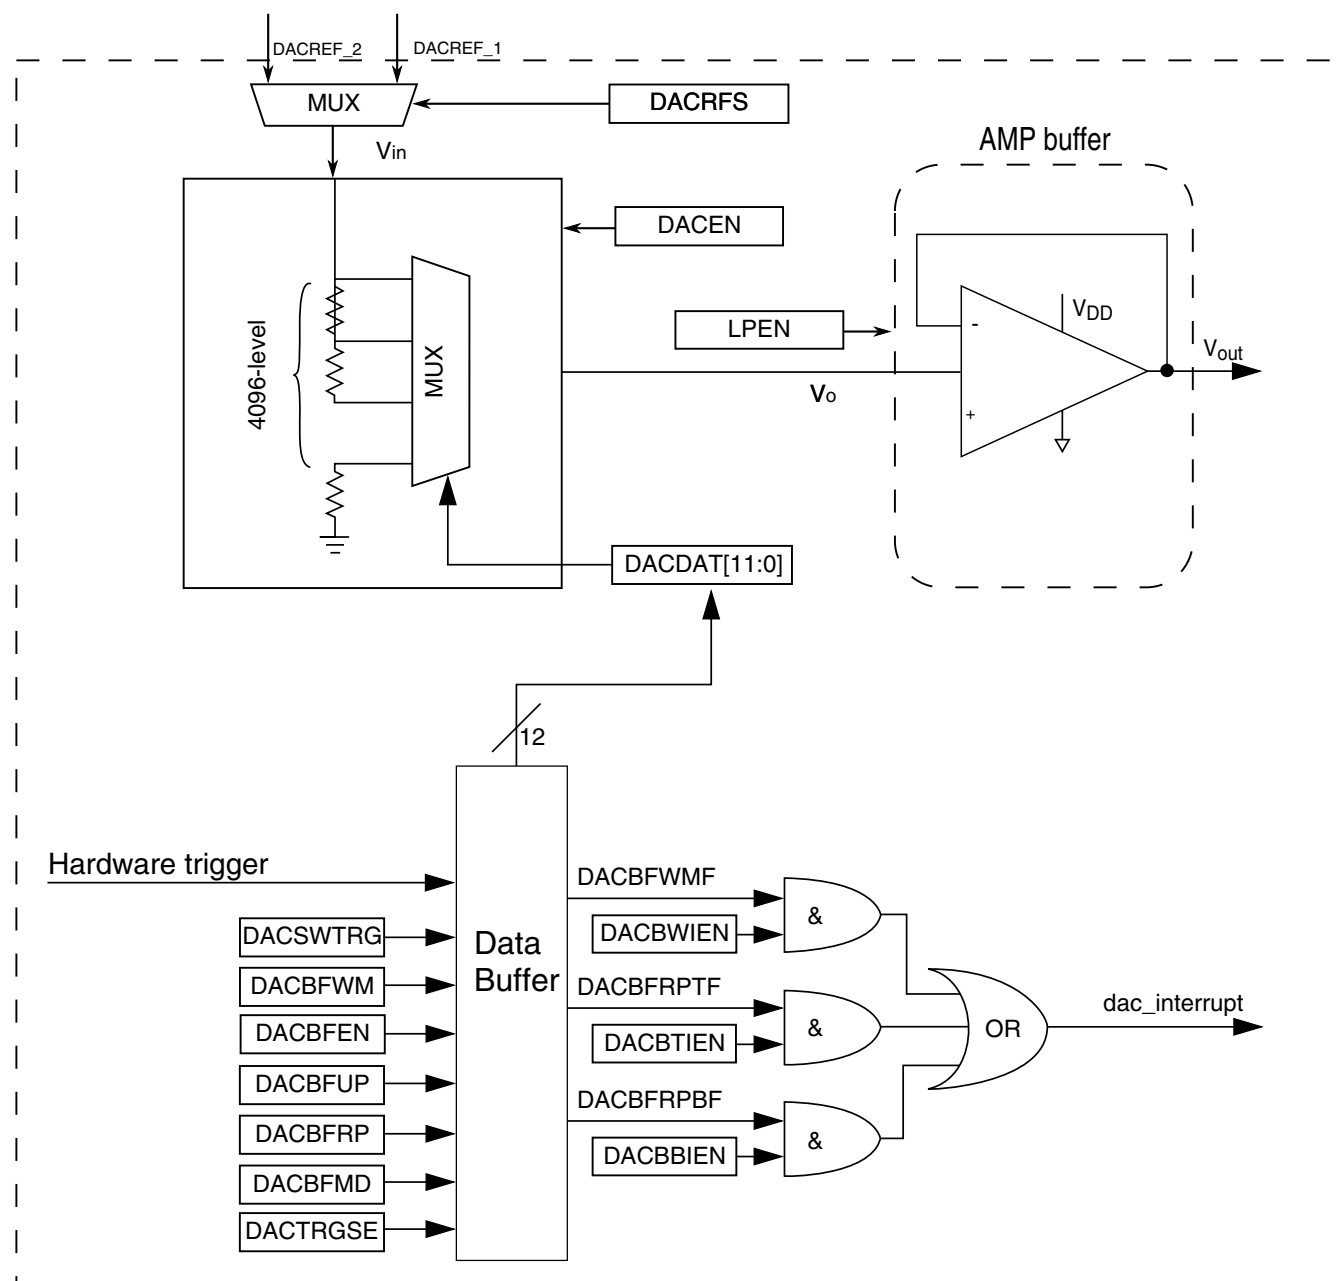 DACREF_2
DACREF_1
MUX
DACRFS
Vin
AMP buffer
DACEN
4096-level
MUX
LPEN
VDD
-
+
Vo
Vout
DACDAT[11:0]
12
Hardware trigger
DACSWTRG
DACBFWM
DACBFEN
DACBFUP
DACBFRP
DACBFMD
DACTRGSE
Data
Buffer
DACBFWMF
DACBWIEN
&
DACBFRPTF
DACBTIEN
&
DACBFRPBF
DACBBIEN
&
OR
dac_interrupt